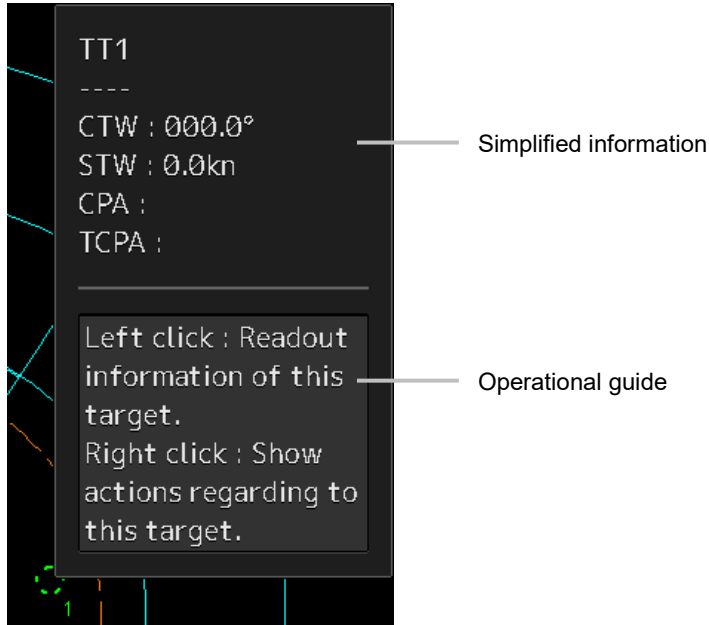 TT1
----
CTW : 000.0°
STW : 0.0kn
CPA :
TCPA :
Simplified information
Left click : Readout
information of this
target.
Right click : Show
actions regarding to
this target.
Operational guide
1